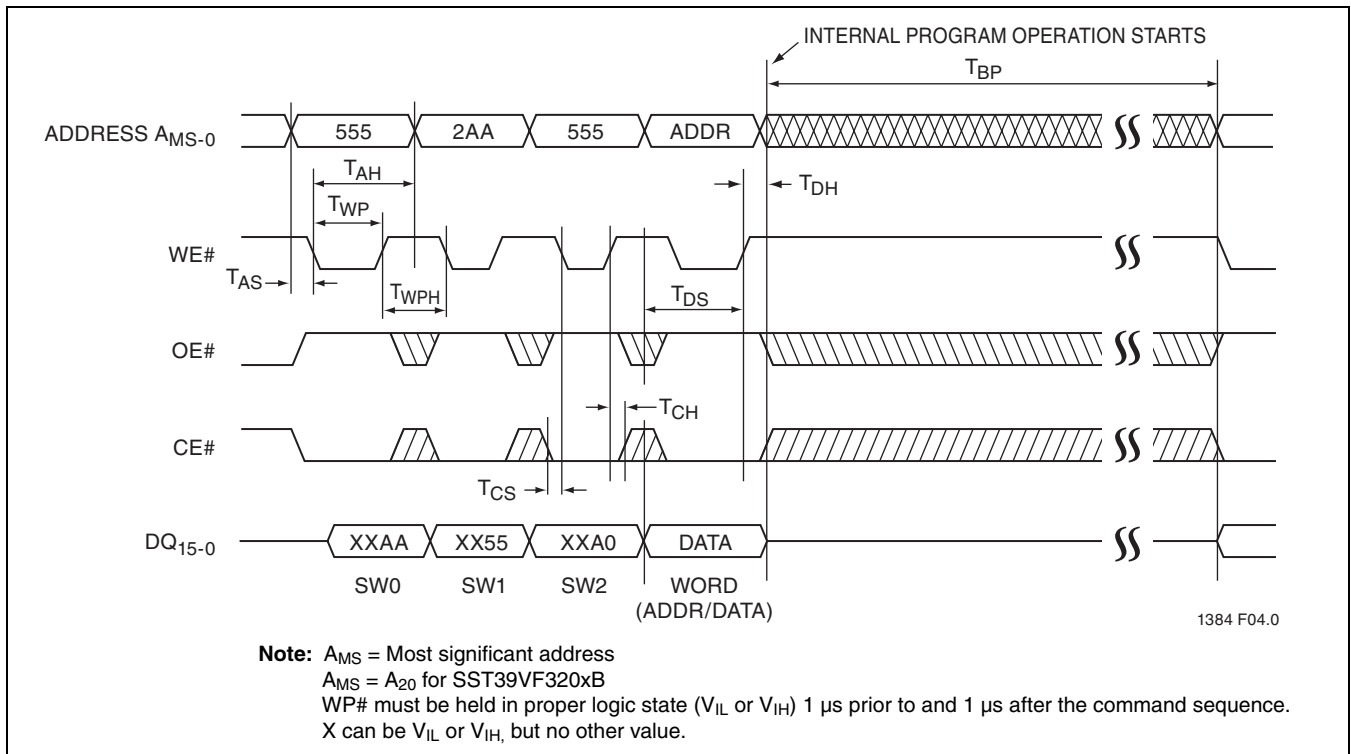 INTERNAL PROGRAM OPERATION STARTS
TBP
ADDRESS AMS-0
555
2AA
555
ADDR
TAH
TDH
TWP
WE#
TAS
TWPH
TDS
OE#
TCH
CE#
TCS
DQ15-0
XXAA
XX55
XXA0
DATA
SW0
SW1
SW2
WORD
(ADDR/DATA)
1384 F04.0
Note: AMS = Most significant address
AMS = A20 for SST39VF320xB
WP# must be held in proper logic state (VIL or VIH) 1 µs prior to and 1 µs after the command sequence.
X can be VIL or VIH, but no other value.